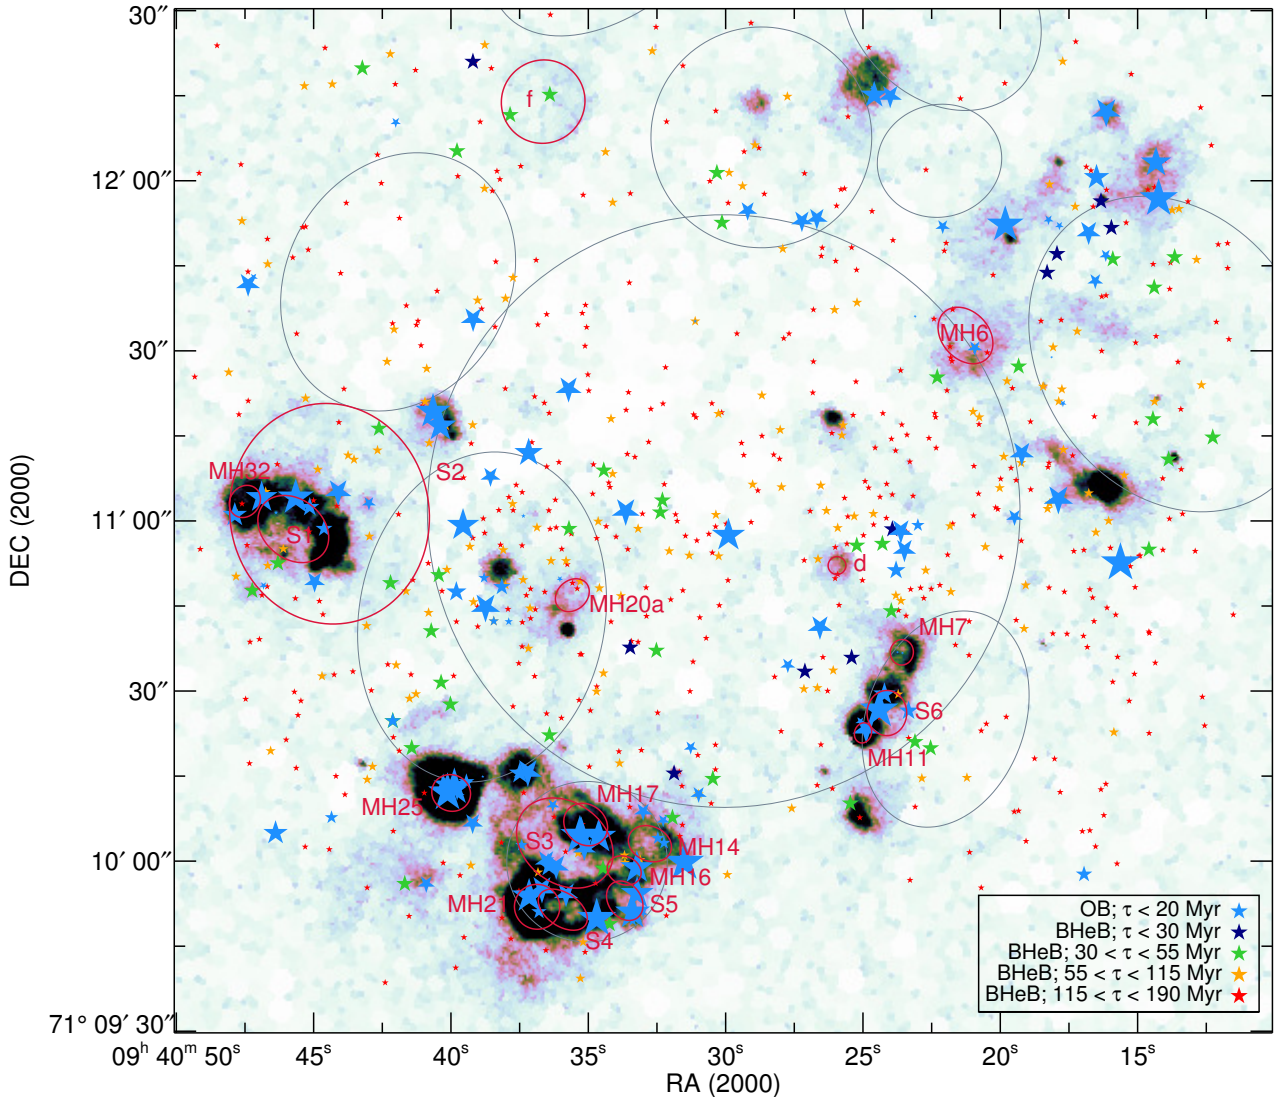 30″
f
12′ 00″
MH6
30″
S2
MH32
S1
11′ 00″
d
MH20a
MH7
30″
S6
MH11
MH25
MH17
S3
MH14
10′ 00″
MH16
MH2
S5
S4
OB; τ < 20 Myr
BHeB; τ < 30 Myr
BHeB; 30 < τ < 55 Myr
BHeB; 55 < τ < 115 Myr
BHeB; 115 < τ < 190 Myr
71° 09′ 30″
09ʰ 40ᵐ 50ˢ 45ˢ 40ˢ 35ˢ 30ˢ 25ˢ 20ˢ 15ˢ
RA (2000)
DEC (2000)